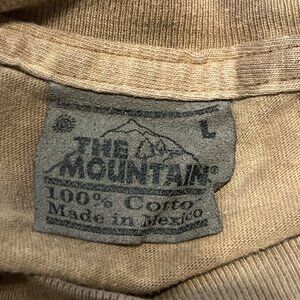 L
THE
MOUNTAIN®
100% Cotto
Made in Mexico